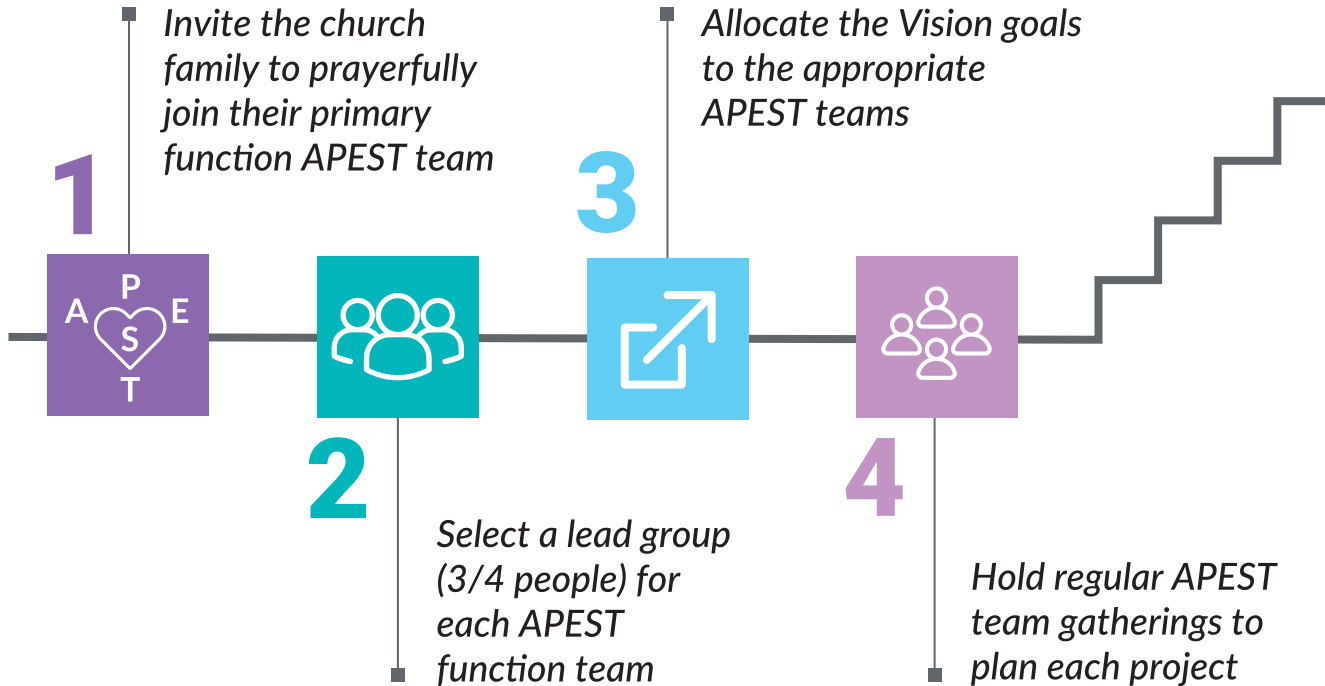 1
Invite the church
family to prayerfully
join their primary
function APEST team
P
A E
S
T
2
Select a lead group
(3/4 people) for
each APEST
function team
3
Allocate the Vision goals
to the appropriate
APEST teams
4
Hold regular APEST
team gatherings to
plan each project